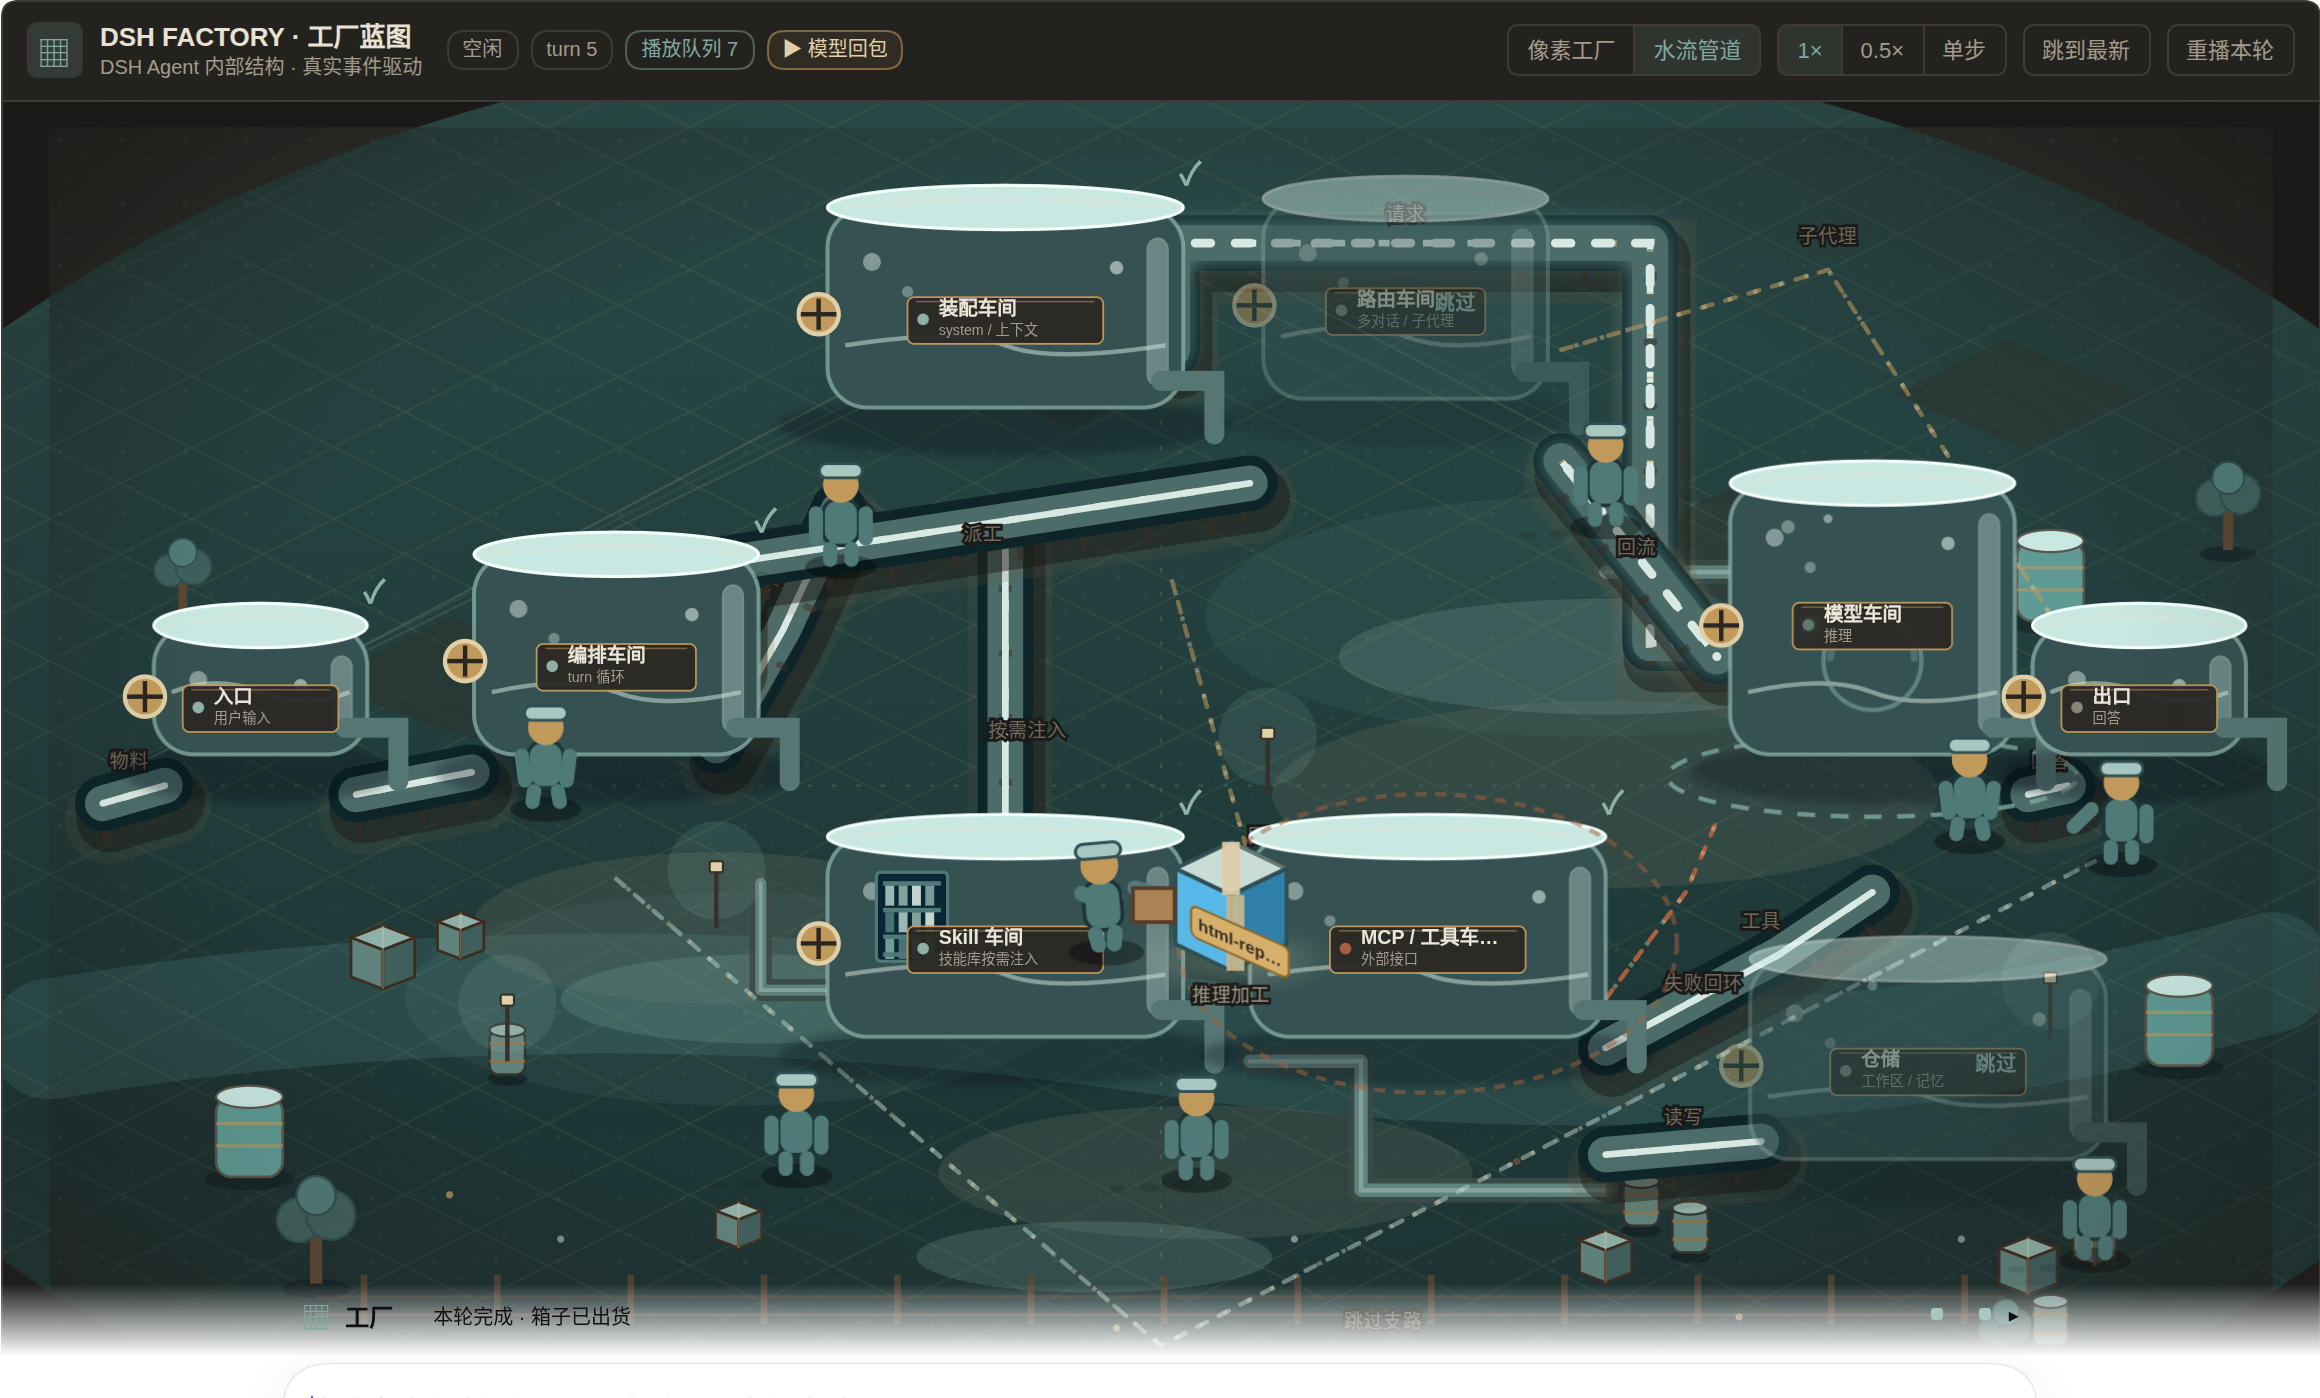 DSH FACTORY · 工厂蓝图
DSH Agent 内部结构 · 真实事件驱动
空闲
turn 5
播放队列 7
▶ 模型回包
像素工厂
水流管道
1×
0.5×
单步
跳到最新
重播本轮
请求
子代理
装配车间
system / 上下文
路由车间
跳过
多对话 / 子代理
派工
回流
模型车间
推理
编排车间
turn 循环
入口
用户输入
出口
回答
物料
按需注入
Skill 车间
技能库按需注入
html-rep…
MCP / 工具车…
外部接口
工具
失败回环
推理加工
仓储
跳过
工作区 / 记忆
读写
工厂
本轮完成 · 箱子已出货
跳过支路